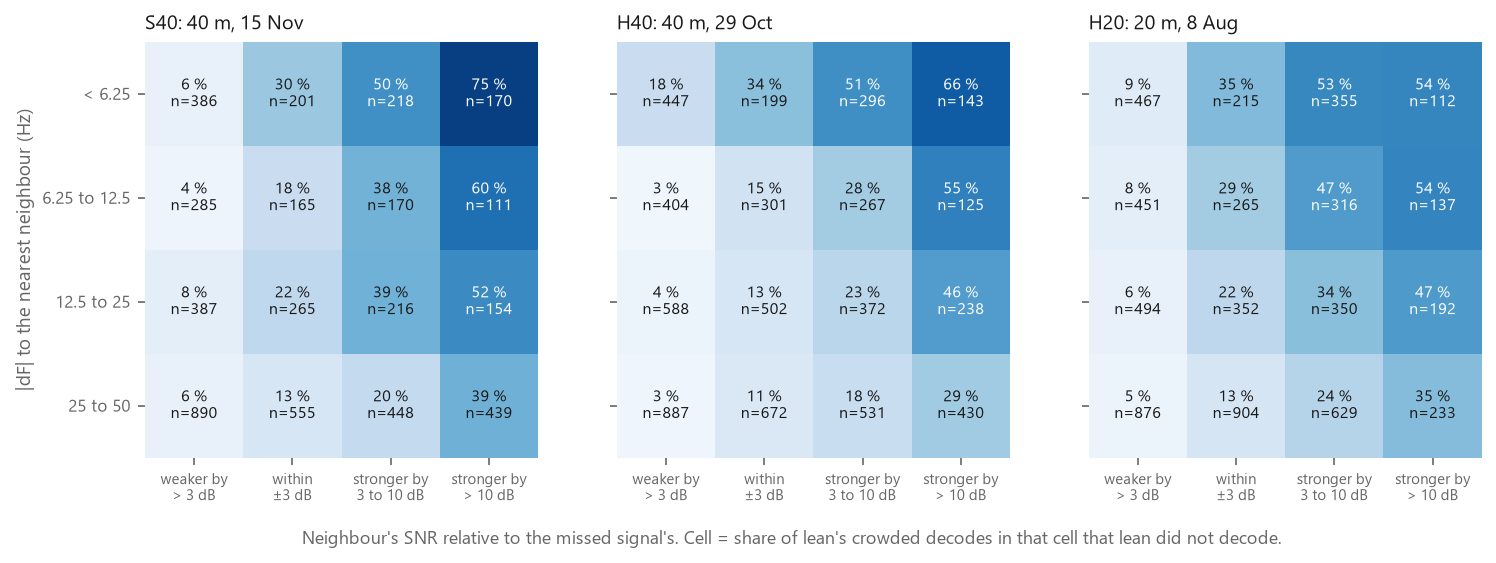 S40: 40 m, 15 Nov
H40: 40 m, 29 Oct
H20: 20 m, 8 Aug
|dF| to the nearest neighbour (Hz)
< 6.25
6 %
n=386
30 %
n=201
50 %
n=218
75 %
n=170
18 %
n=447
34 %
n=199
51 %
n=296
66 %
n=143
9 %
n=467
35 %
n=215
53 %
n=355
54 %
n=112
6.25 to 12.5
4 %
n=285
18 %
n=165
38 %
n=170
60 %
n=111
3 %
n=404
15 %
n=301
28 %
n=267
55 %
n=125
8 %
n=451
29 %
n=265
47 %
n=316
54 %
n=137
12.5 to 25
8 %
n=387
22 %
n=265
39 %
n=216
52 %
n=154
4 %
n=588
13 %
n=502
23 %
n=372
46 %
n=238
6 %
n=494
22 %
n=352
34 %
n=350
47 %
n=192
25 to 50
6 %
n=890
13 %
n=555
20 %
n=448
39 %
n=439
3 %
n=887
11 %
n=672
18 %
n=531
29 %
n=430
5 %
n=876
13 %
n=904
24 %
n=629
35 %
n=233
weaker by
> 3 dB
within
±3 dB
stronger by
3 to 10 dB
stronger by
> 10 dB
weaker by
> 3 dB
within
±3 dB
stronger by
3 to 10 dB
stronger by
> 10 dB
weaker by
> 3 dB
within
±3 dB
stronger by
3 to 10 dB
stronger by
> 10 dB
Neighbour's SNR relative to the missed signal's. Cell = share of lean's crowded decodes in that cell that lean did not decode.